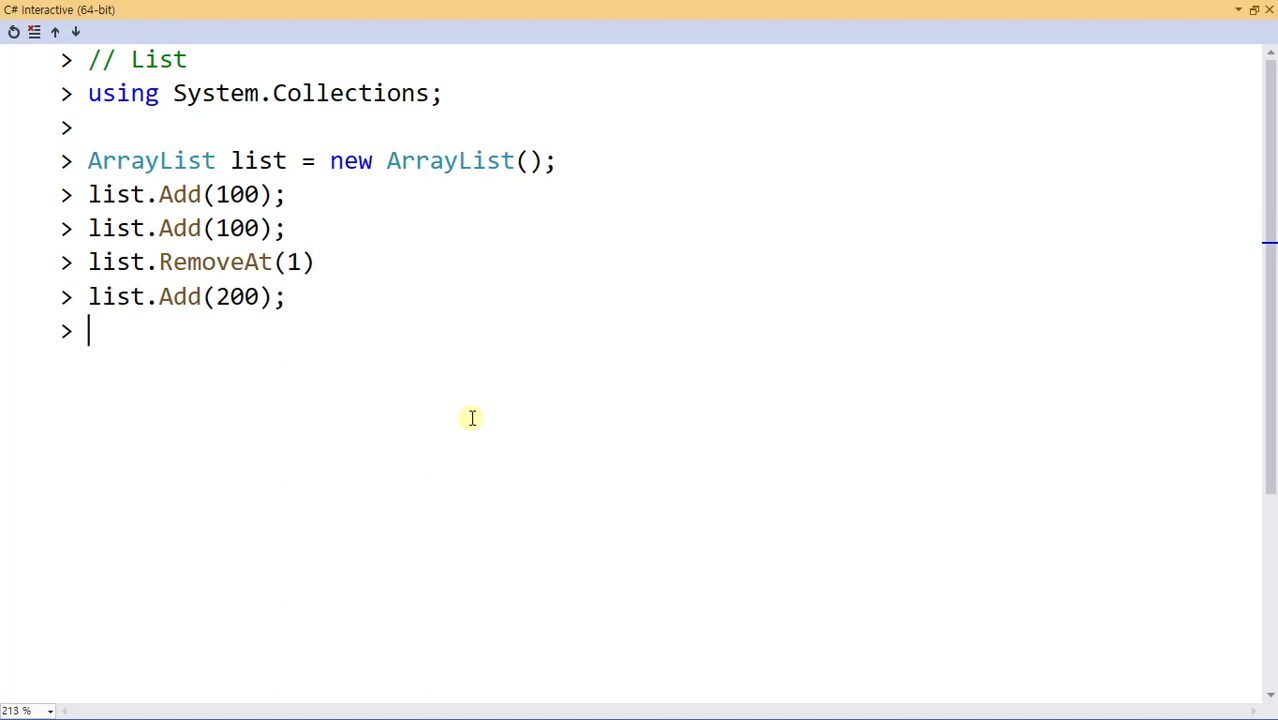 C# Interactive (64-bit)
> // List
> using System.Collections;
>
> ArrayList list = new ArrayList();
> list.Add(100);
> list.Add(100);
> list.RemoveAt(1)
> list.Add(200);
>
213 %